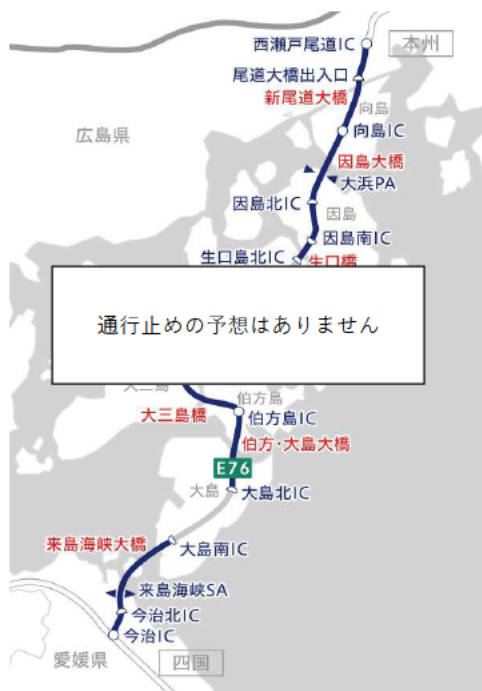 西瀬戸尾道IC
本州
尾道大橋出入口
新尾道大橋
向島
広島県
向島IC
因島大橋
大浜PA
因島北IC
因島
因島南IC
生口島北IC
生口橋
通行止めの予想はありません
大三島
伯方島
大三島橋
伯方島IC
伯方・大島大橋
E76
大島
大島北IC
来島海峡大橋
大島南IC
来島海峡SA
今治北IC
今治IC
愛媛県
四国